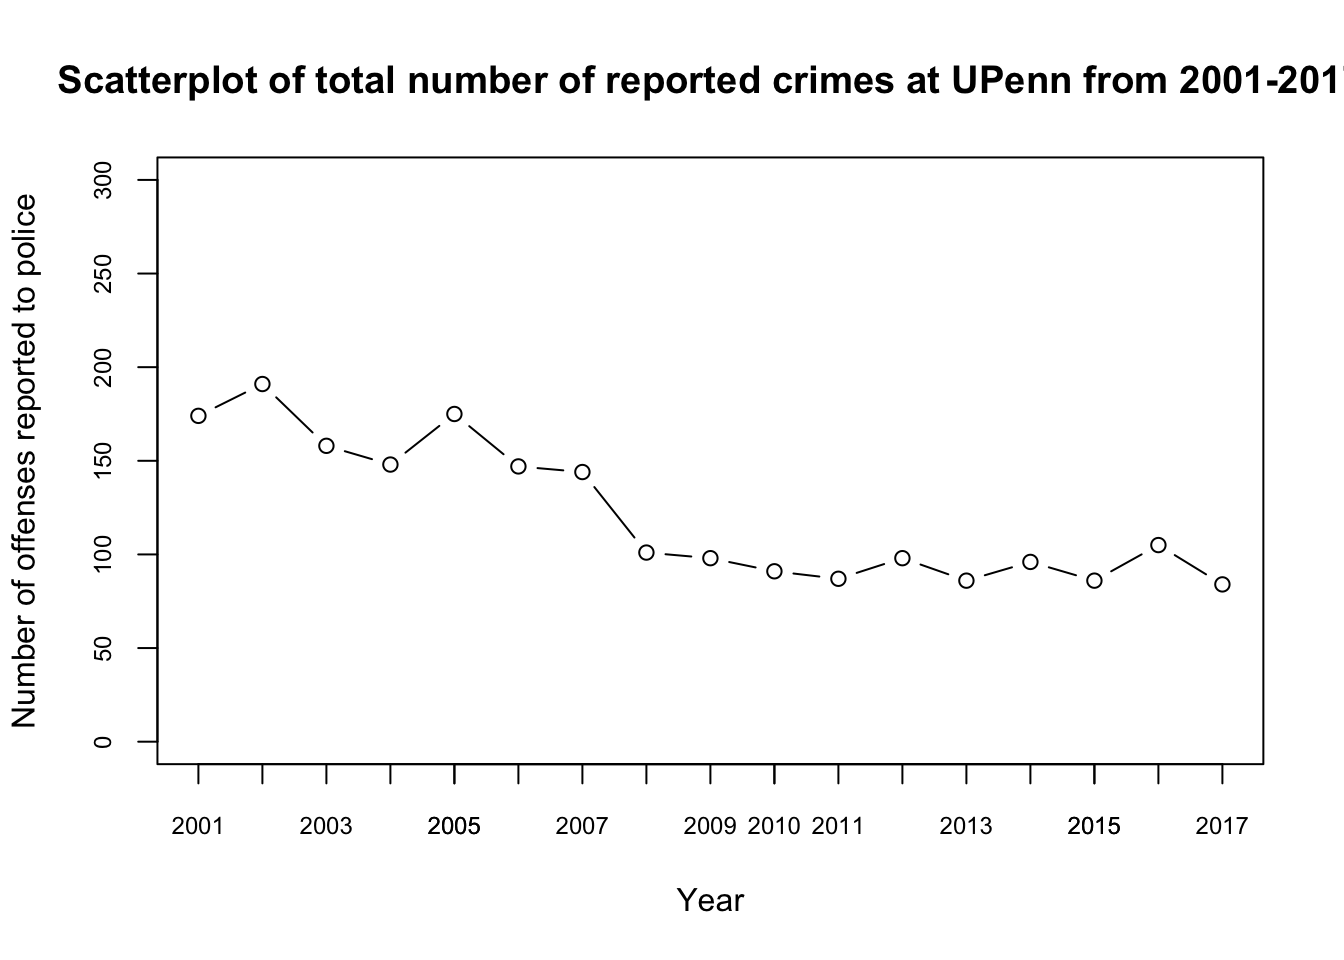 Scatterplot of total number of reported crimes at UPenn from 2001-201
Number of offenses reported to police
300
250
200
150
100
50
0
2001 2003 2005 2007 2009 2010 2011 2013 2015 2017
Year